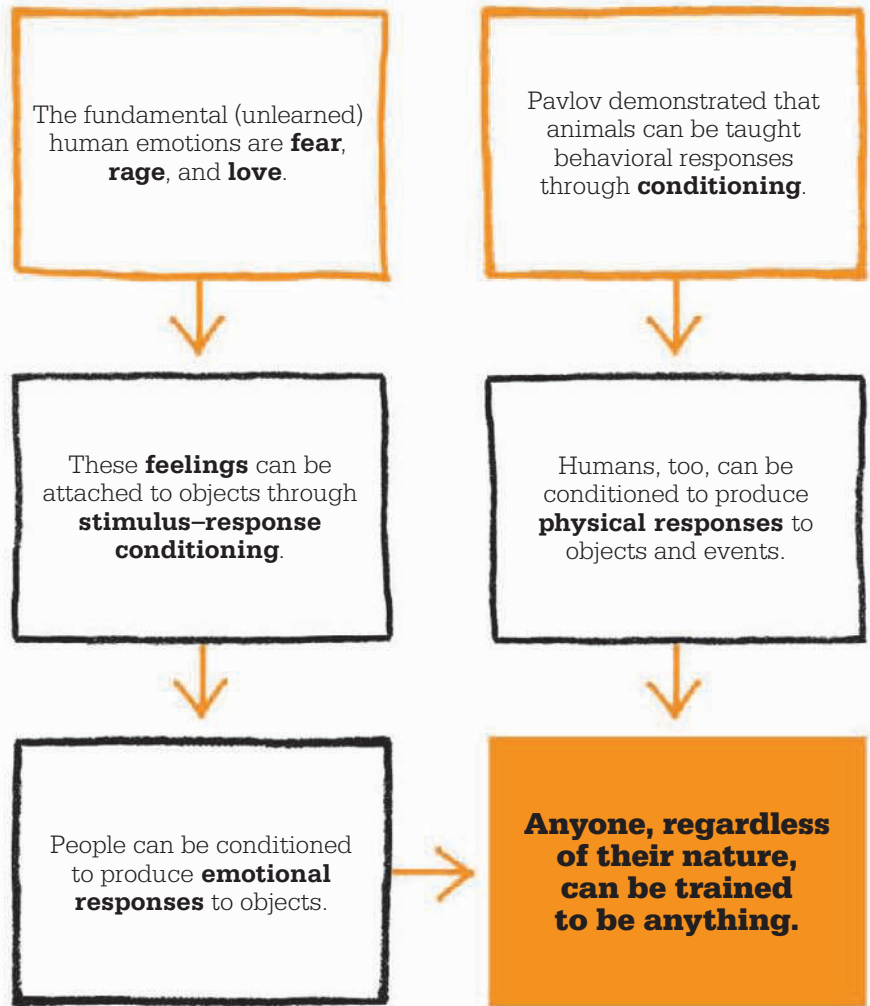 The fundamental (unlearned)
human emotions are fear,
rage, and love.
These feelings can be
attached to objects through
stimulus–response
conditioning.
People can be conditioned
to produce emotional
responses to objects.
Pavlov demonstrated that
animals can be taught
behavioral responses
through conditioning.
Humans, too, can be
conditioned to produce
physical responses to
objects and events.
Anyone, regardless
of their nature,
can be trained
to be anything.